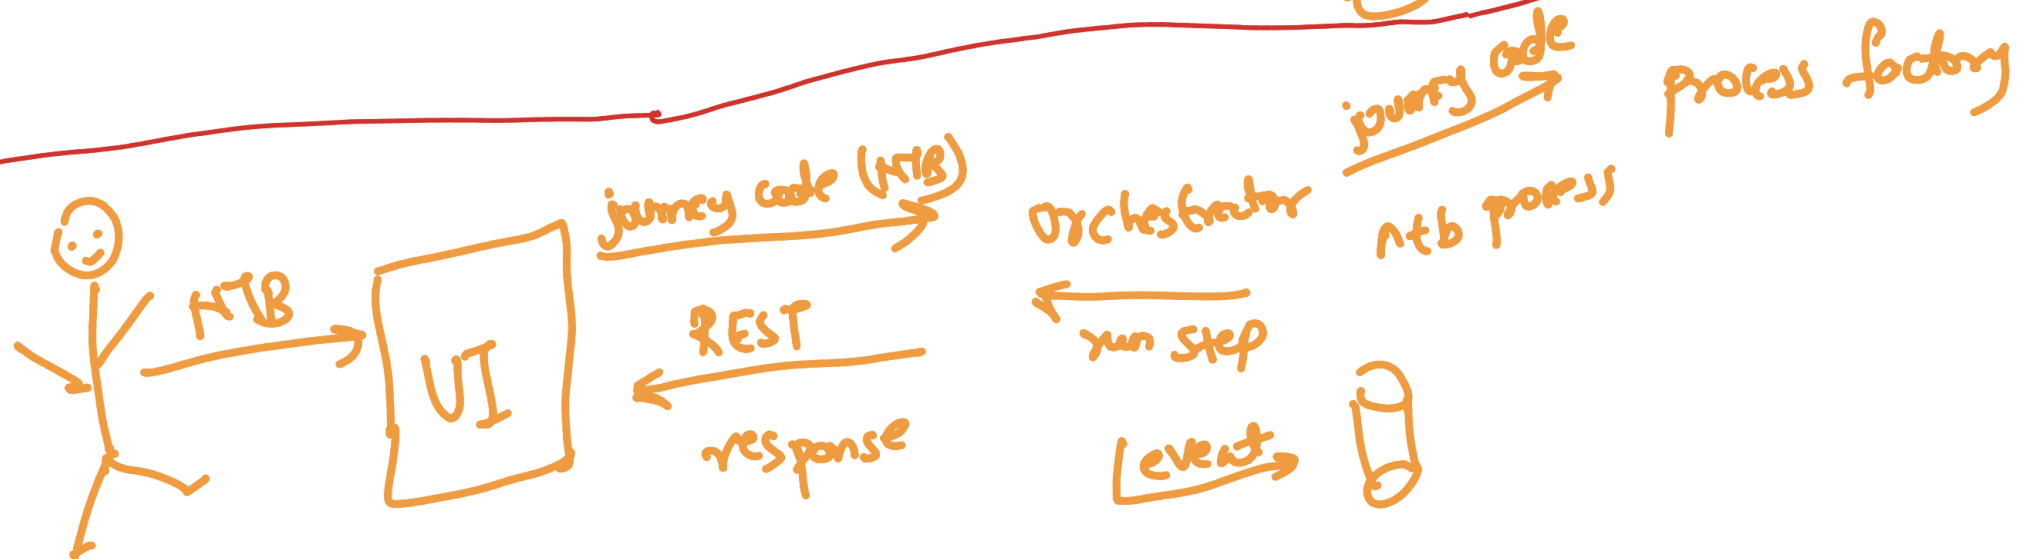 NTB
UI
journey code (NTB)
REST
response
orchestrator
run step
event
journey code
ntb process
process factory